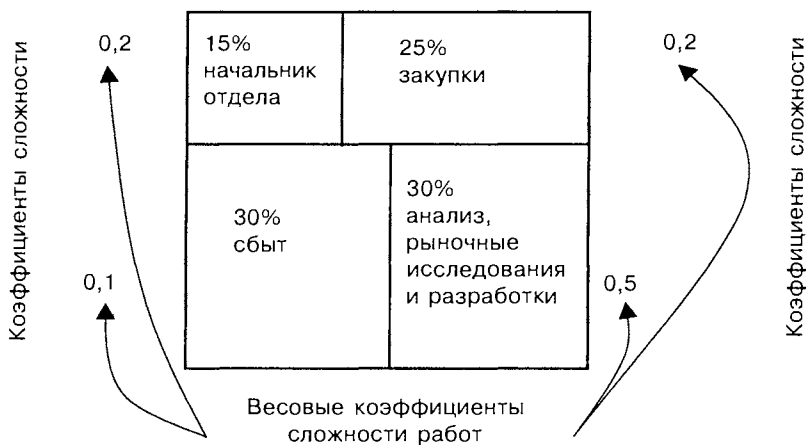 Коэффициенты сложности
0,2
15%
начальник
отдела
25%
закупки
0,2
Коэффициенты сложности
0,1
30%
сбыт
30%
анализ,
рыночные
исследования
и разработки
0,5
Весовые коэффициенты
сложности работ